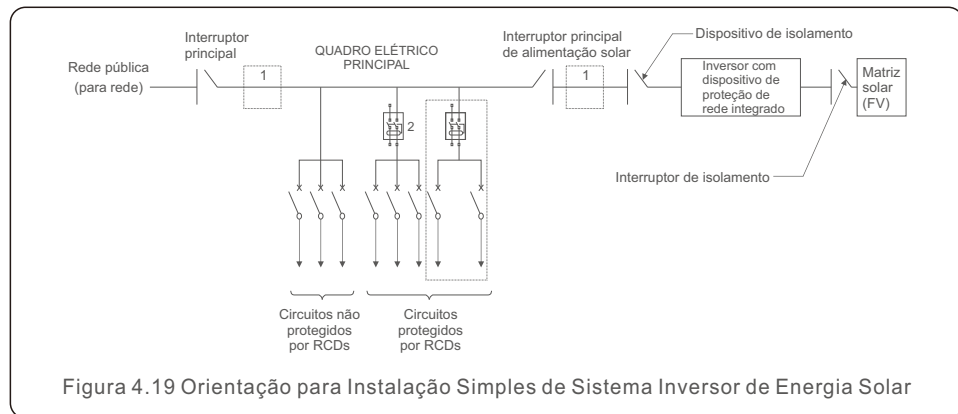 Interruptor
principal
Rede pública
(para rede)
1
QUADRO ELÉTRICO
PRINCIPAL
2
Interruptor principal
de alimentação solar
1
Dispositivo de isolamento
Inversor com
dispositivo de
proteção de
rede integrado
Matriz
solar
(FV)
Interruptor de isolamento
Circuitos não
protegidos
por RCDs
Circuitos
protegidos
por RCDs
Figura 4.19 Orientação para Instalação Simples de Sistema Inversor de Energia Solar